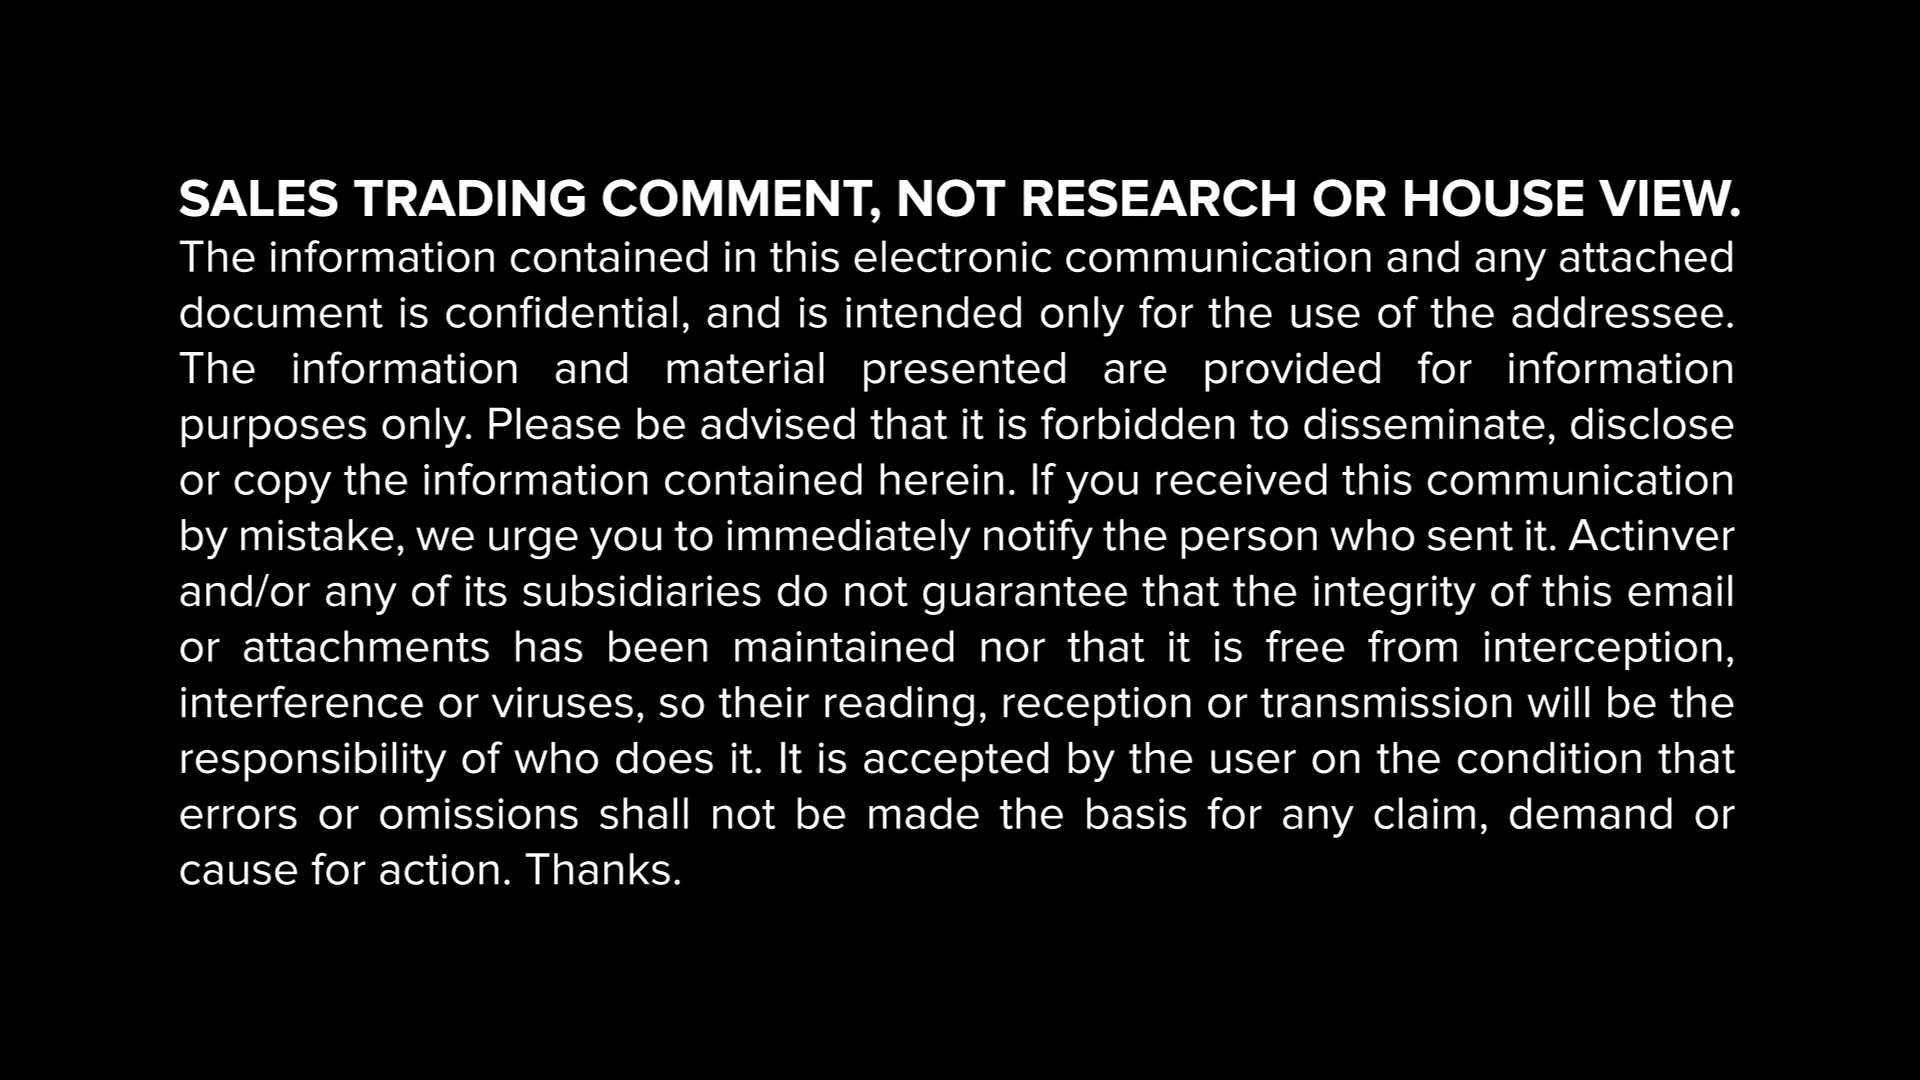 SALES TRADING COMMENT, NOT RESEARCH OR HOUSE VIEW.
The information contained in this electronic communication and any attached
document is confidential, and is intended only for the use of the addressee.
The information and material presented are provided for information
purposes only. Please be advised that it is forbidden to disseminate, disclose
or copy the information contained herein. If you received this communication
by mistake, we urge you to immediately notify the person who sent it. Actinver
and/or any of its subsidiaries do not guarantee that the integrity of this email
or attachments has been maintained nor that it is free from interception,
interference or viruses, so their reading, reception or transmission will be the
responsibility of who does it. It is accepted by the user on the condition that
errors or omissions shall not be made the basis for any claim, demand or
cause for action. Thanks.